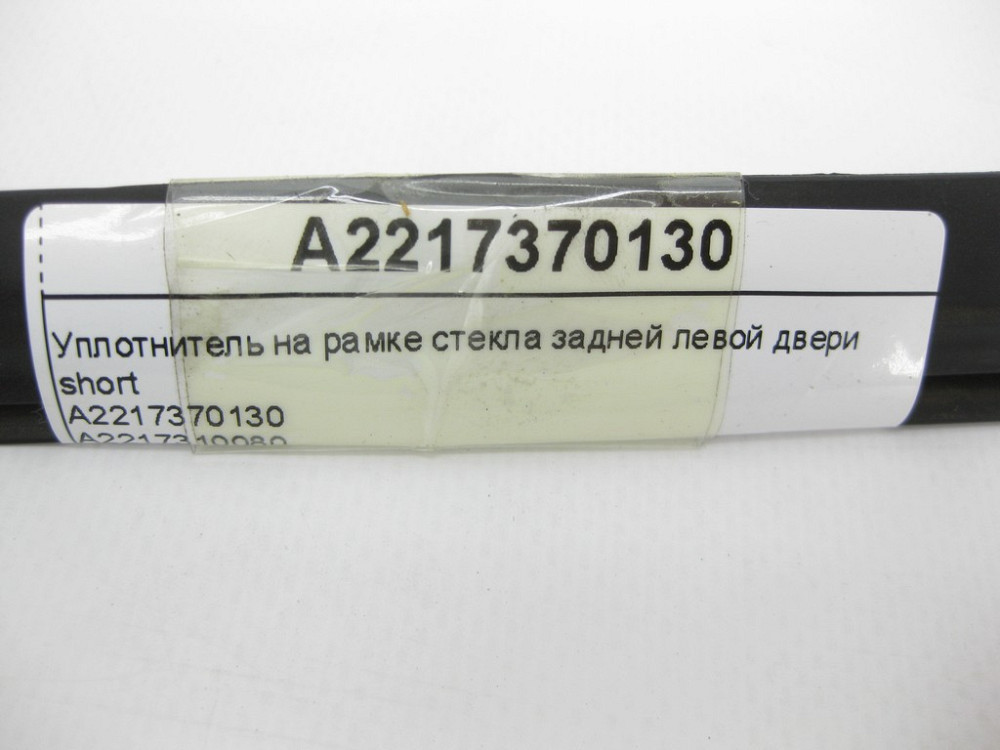 A2217370130
Уплотнитель на рамке стекла задней левой двери
short
A2217370130